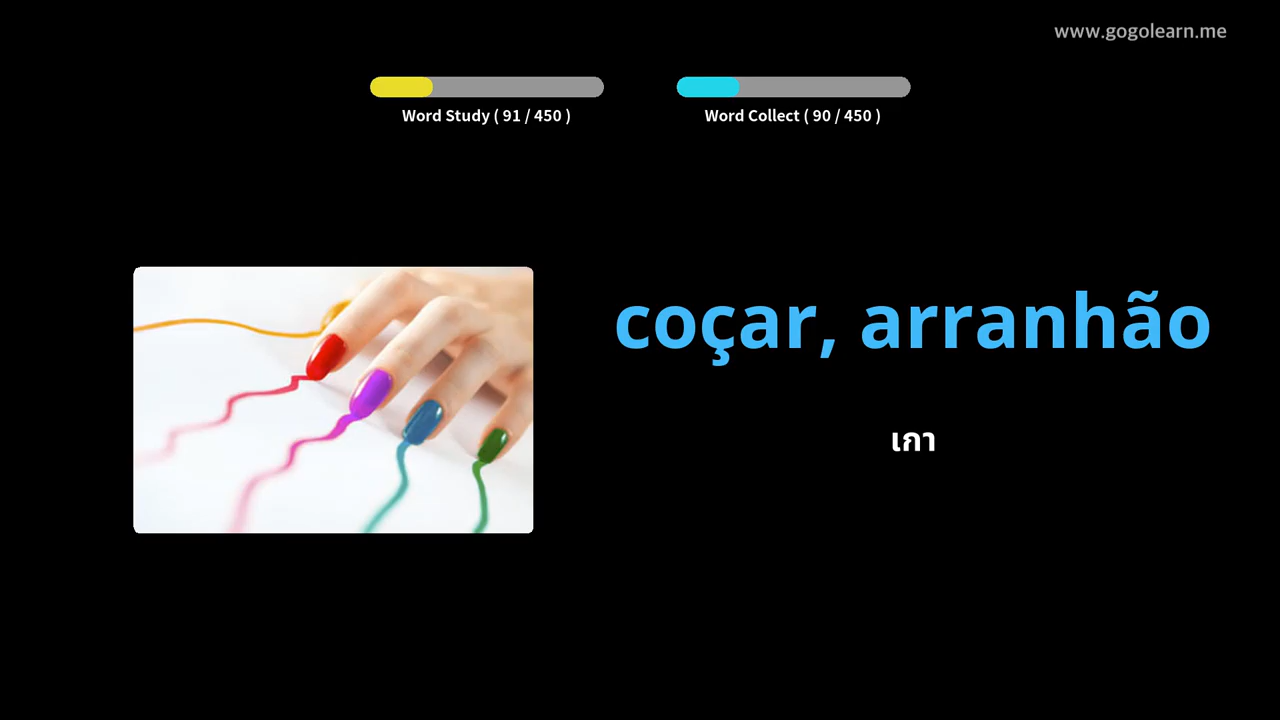 www.gogolearn.me
Word Study ( 91 / 450 )
Word Collect ( 90 / 450 )
coçar, arranhão
เกา